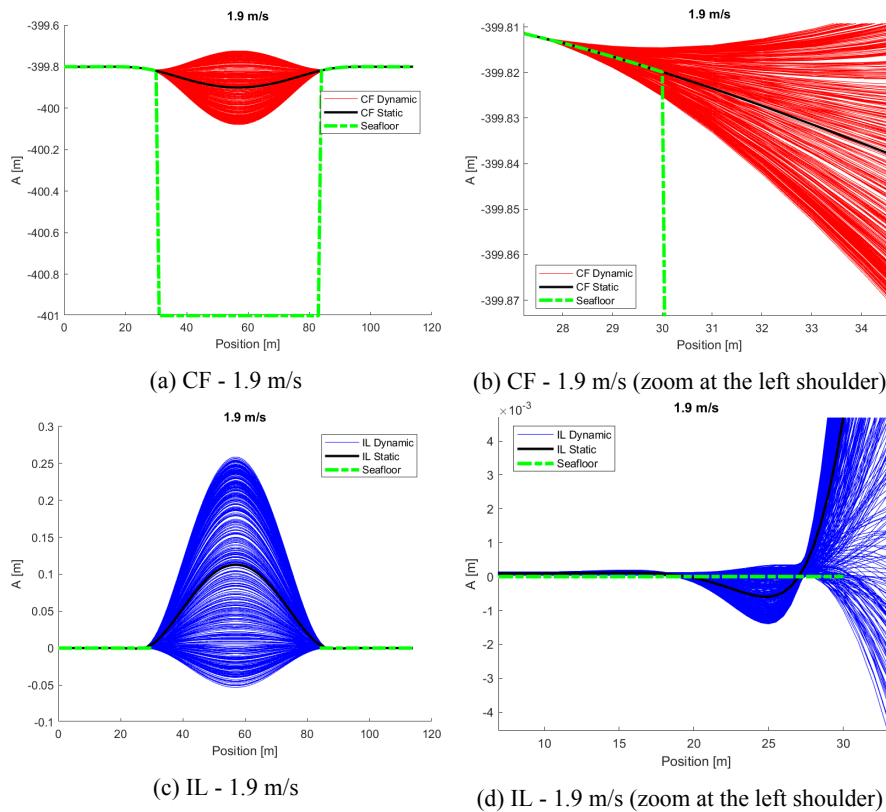 1.9 m/s
-399.6
-399.8
-400
-400.2
-400.4
-400.6
-400.8
-401
A [m]
CF Dynamic
CF Static
Seafloor
0
20
40
60
80
100
120
Position [m]
(a) CF - 1.9 m/s
1.9 m/s
-399.81
-399.82
-399.83
-399.84
-399.85
-399.86
-399.87
A [m]
CF Dynamic
CF Static
Seafloor
28
29
30
31
32
33
34
Position [m]
(b) CF - 1.9 m/s (zoom at the left shoulder)
1.9 m/s
0.3
0.25
0.2
0.15
0.1
0.05
0
-0.05
-0.1
A [m]
IL Dynamic
IL Static
Seafloor
0
20
40
60
80
100
120
Position [m]
(c) IL - 1.9 m/s
1.9 m/s
×10⁻³
4
3
2
1
0
-1
-2
-3
-4
A [m]
IL Dynamic
IL Static
Seafloor
10
15
20
25
30
Position [m]
(d) IL - 1.9 m/s (zoom at the left shoulder)